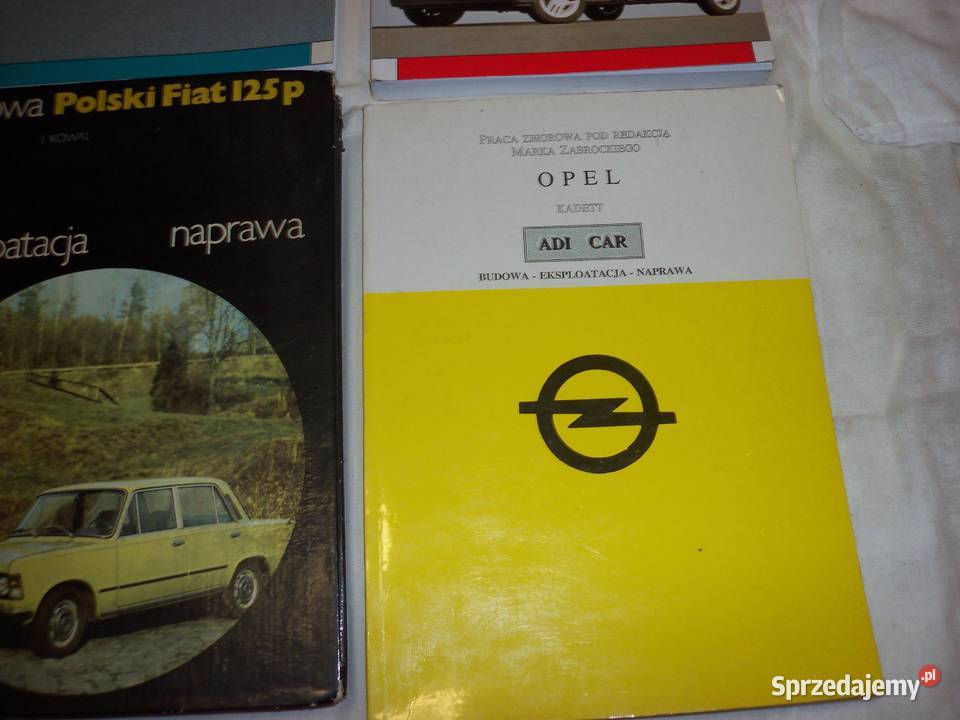 owa Polski Fiat 125p
J. KOWAL
patacja naprawa
PRACA ZBIOROWA POD REDAKCJĄ
MARKA ZABROCKIEGO
OPEL
KADETT
ADI CAR
BUDOWA - EKSPLOATACJA - NAPRAWA
Sprzedajemy.pl